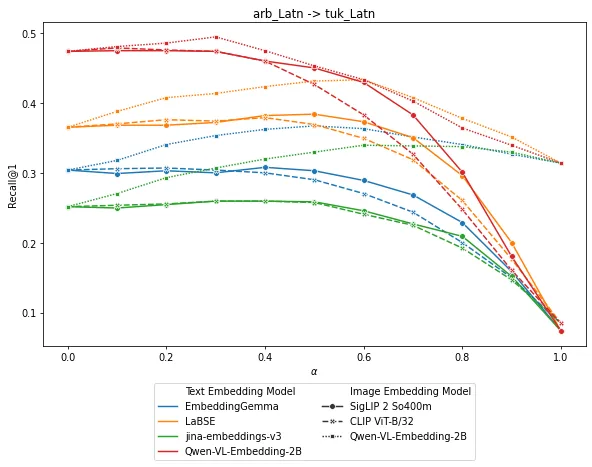 arb_Latn -> tuk_Latn
0.5
0.4
0.3
0.2
0.1
Recall@1
0.0
0.2
0.4
0.6
0.8
1.0
α
Text Embedding Model
EmbeddingGemma
LaBSE
jina-embeddings-v3
Qwen-VL-Embedding-2B
Image Embedding Model
SigLIP 2 So400m
CLIP ViT-B/32
Qwen-VL-Embedding-2B